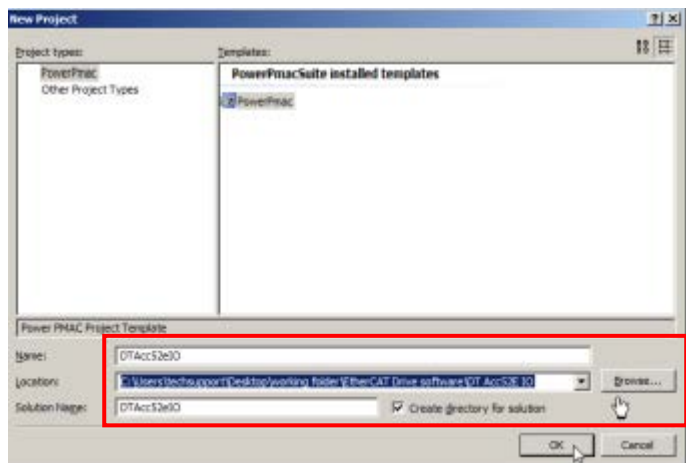 New Project
Project types:
Templates:
PowerPmac
Other Project Types
PowerPmacSuite installed templates
PowerPmac
Power PMAC Project Template
Name:
DTAcc52eIO
Location:
C:\Users\techsupport\Desktop\working folder\EtherCAT Drive software\DT Acc52E IO
Browse...
Solution Name:
DTAcc52eIO
Create directory for solution
OK
Cancel